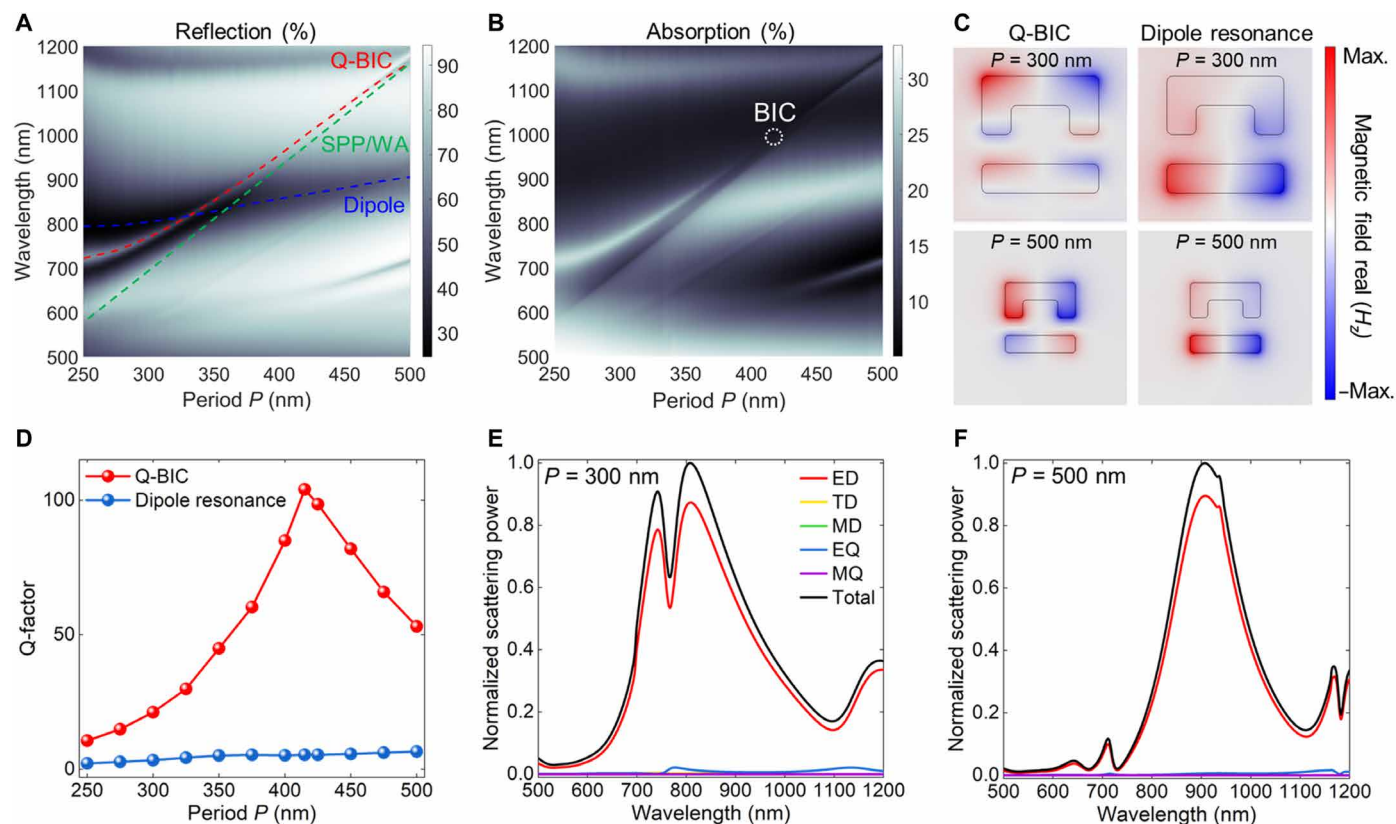 A
Reflection (%)
1200
1100
1000
900
800
700
600
500
Wavelength (nm)
250
300
350
400
450
500
Period P (nm)
Q-BIC
SPP/WA
Dipole
90
80
70
60
50
40
30
B
Absorption (%)
1200
1100
1000
900
800
700
600
500
Wavelength (nm)
250
300
350
400
450
500
Period P (nm)
BIC
30
25
20
15
10
C
Q-BIC
Dipole resonance
P = 300 nm
P = 300 nm
P = 500 nm
P = 500 nm
Max.
Magnetic field real (Hz)
–Max.
D
Q-BIC
Dipole resonance
100
50
0
Q-factor
250
300
350
400
450
500
Period P (nm)
E
P = 300 nm
ED
TD
MD
EQ
MQ
Total
1.0
0.8
0.6
0.4
0.2
0.0
Normalized scattering power
500
600
700
800
900
1000
1100
1200
Wavelength (nm)
F
P = 500 nm
1.0
0.8
0.6
0.4
0.2
0.0
Normalized scattering power
500
600
700
800
900
1000
1100
1200
Wavelength (nm)